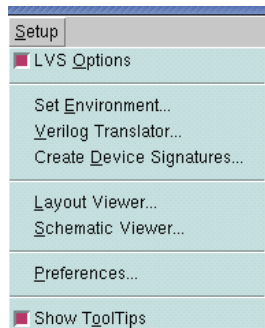 Setup
LVS Options
Set Environment...
Verilog Translator...
Create Device Signatures...
Layout Viewer...
Schematic Viewer...
Preferences...
Show ToolTips